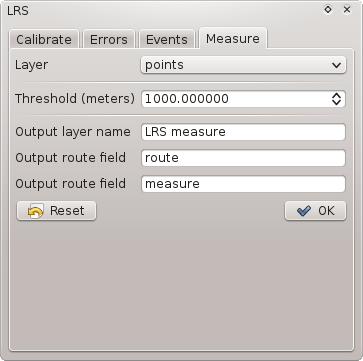 LRS
Calibrate Errors Events Measure
Layer points
Threshold (meters) 1000.000000
Output layer name LRS measure
Output route field route
Output route field measure
Reset OK